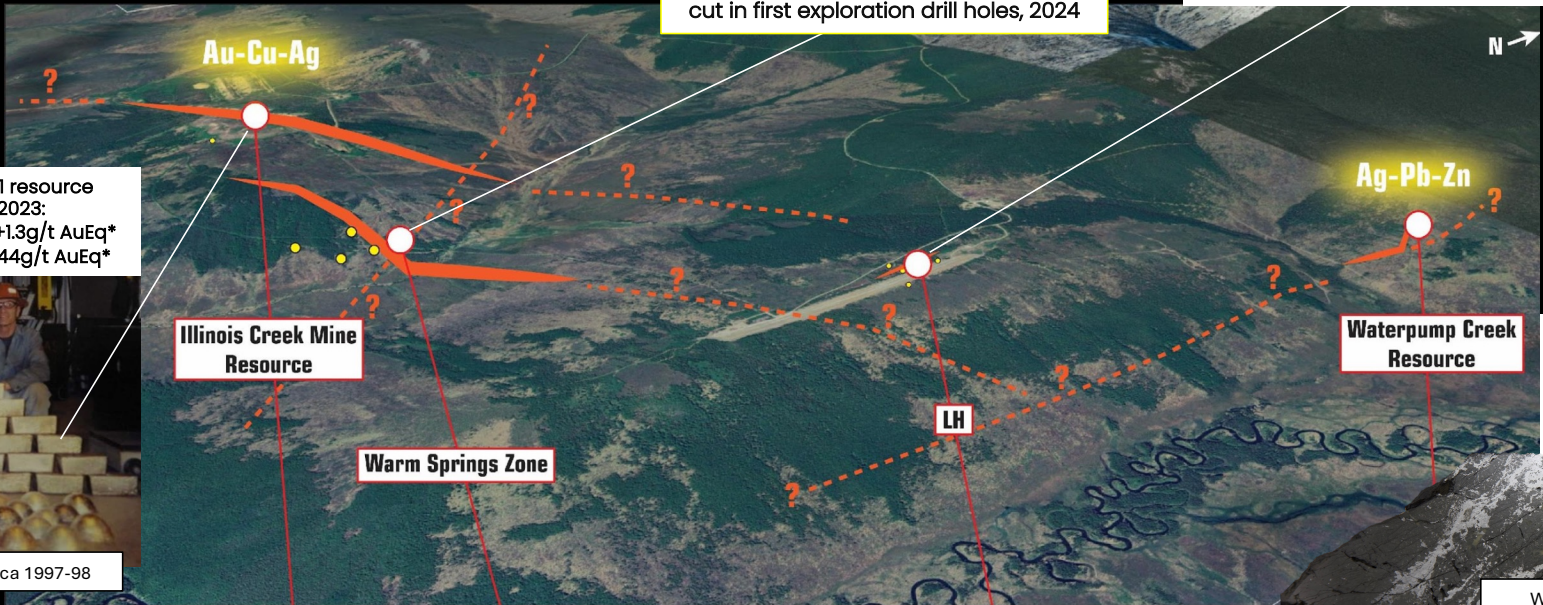 cut in first exploration drill holes, 2024
N
Au-Cu-Ag
?
?
?
?
resource
2023:
+1.3g/t AuEq*
44g/t AuEq*
Ag-Pb-Zn
?
?
?
?
?
?
?
Illinois Creek Mine
Resource
Waterpump Creek
Resource
LH
Warm Springs Zone
ca 1997-98
W